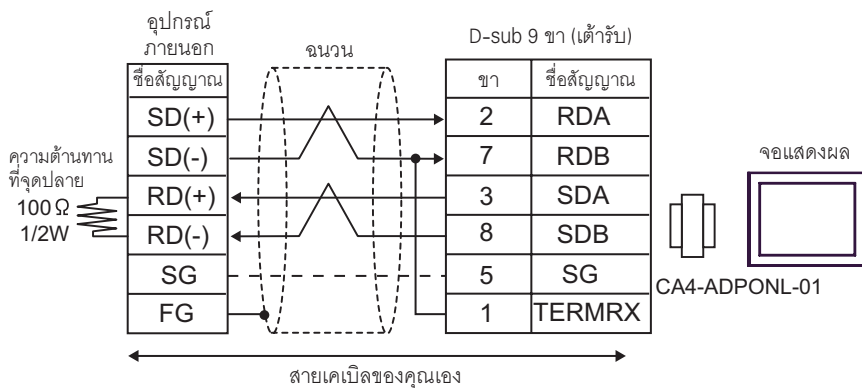 อุปกรณ์
ภายนอก
ฉนวน
D-sub 9 ขา (เต้ารับ)
ชื่อสัญญาณ
ขา
ชื่อสัญญาณ
SD(+)
2
RDA
SD(-)
7
RDB
RD(+)
3
SDA
RD(-)
8
SDB
SG
5
SG
FG
1
TERMRX
ความต้านทาน
ที่จุดปลาย
100 Ω
1/2W
จอแสดงผล
CA4-ADPONL-01
สายเคเบิลของคุณเอง